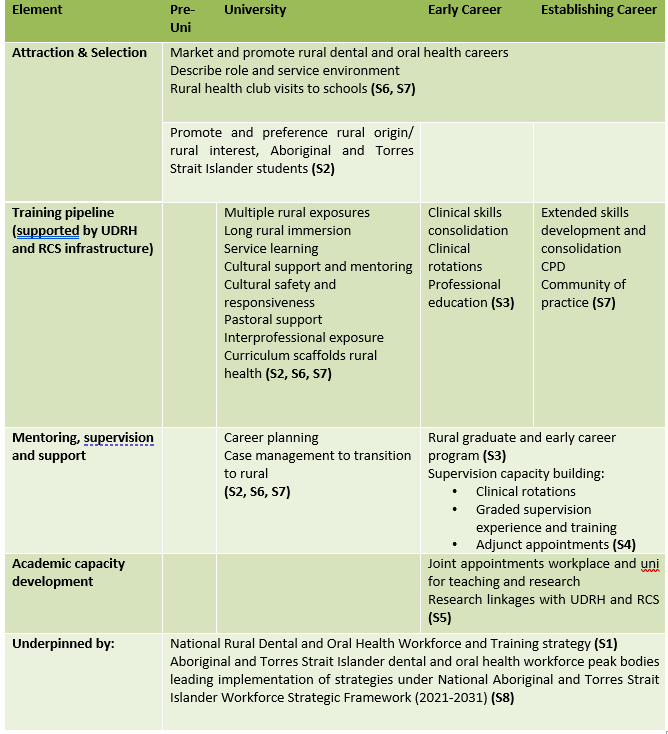 Element
Pre-
Uni
University
Early Career
Establishing Career
Attraction & Selection
Market and promote rural dental and oral health careers
Describe role and service environment
Rural health club visits to schools (S6, S7)
Promote and preference rural origin/
rural interest, Aboriginal and Torres
Strait Islander students (S2)
Training pipeline
(supported by UDRH
and RCS infrastructure)
Multiple rural exposures
Long rural immersion
Service learning
Cultural support and mentoring
Cultural safety and
responsiveness
Pastoral support
Interprofessional exposure
Curriculum scaffolds rural
health (S2, S6, S7)
Clinical skills
consolidation
Clinical
rotations
Professional
education (S3)
Extended skills
development and
consolidation
CPD
Community of
practice (S7)
Mentoring, supervision
and support
Career planning
Case management to transition
to rural
(S2, S6, S7)
Rural graduate and early career
program (S3)
Supervision capacity building:
• Clinical rotations
• Graded supervision
experience and training
• Adjunct appointments (S4)
Academic capacity
development
Joint appointments workplace and uni
for teaching and research
Research linkages with UDRH and RCS
(S5)
Underpinned by:
National Rural Dental and Oral Health Workforce and Training strategy (S1)
Aboriginal and Torres Strait Islander dental and oral health workforce peak bodies
leading implementation of strategies under National Aboriginal and Torres Strait
Islander Workforce Strategic Framework (2021-2031) (S8)